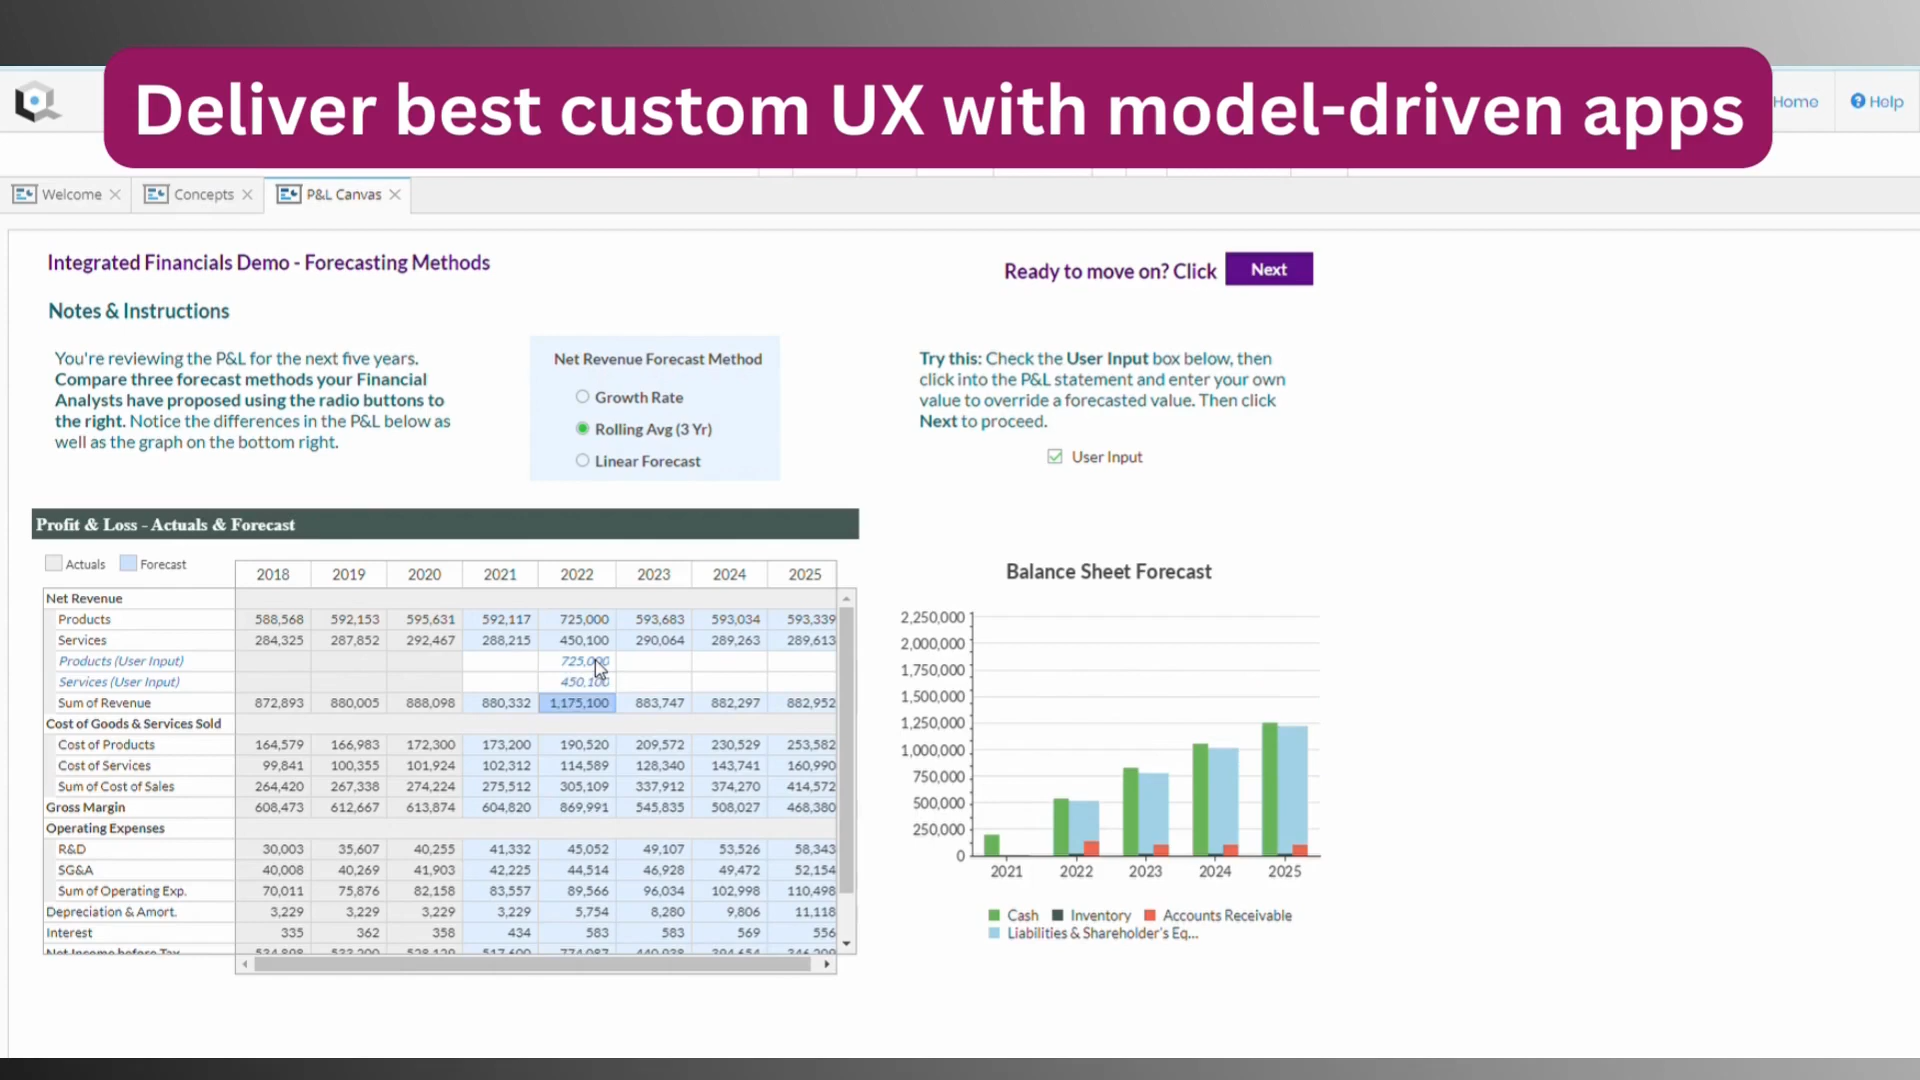 Deliver best custom UX with model-driven apps
Home
Help
Welcome
Concepts
P&L Canvas
Integrated Financials Demo - Forecasting Methods
Ready to move on? Click
Next
Notes & Instructions
You're reviewing the P&L for the next five years.
Compare three forecast methods your Financial
Analysts have proposed using the radio buttons to
the right. Notice the differences in the P&L below as
well as the graph on the bottom right.
Net Revenue Forecast Method
Growth Rate
Rolling Avg (3 Yr)
Linear Forecast
Try this: Check the User Input box below, then
click into the P&L statement and enter your own
value to override a forecasted value. Then click
Next to proceed.
User Input
Profit & Loss - Actuals & Forecast
Actuals Forecast
2018 2019 2020 2021 2022 2023 2024 2025
Net Revenue
Products 588,568 592,153 595,631 592,117 725,000 593,683 593,034 593,339
Services 284,325 287,852 292,467 288,215 450,100 290,064 289,263 289,613
Products (User Input) 725,000
Services (User Input) 450,100
Sum of Revenue 872,893 880,005 888,098 880,332 1,175,100 883,747 882,297 882,952
Cost of Goods & Services Sold
Cost of Products 164,579 166,983 172,300 173,200 190,520 209,572 230,529 253,582
Cost of Services 99,841 100,355 101,924 102,312 114,589 128,340 143,741 160,990
Sum of Cost of Sales 264,420 267,338 274,224 275,512 305,109 337,912 374,270 414,572
Gross Margin 608,473 612,667 613,874 604,820 869,991 545,835 508,027 468,380
Operating Expenses
R&D 30,003 35,607 40,255 41,332 45,052 49,107 53,526 58,343
SG&A 40,008 40,269 41,903 42,225 44,514 46,928 49,472 52,154
Sum of Operating Exp. 70,011 75,876 82,158 83,557 89,566 96,034 102,998 110,498
Depreciation & Amort. 3,229 3,229 3,229 3,229 5,754 8,280 9,806 11,118
Interest 335 362 358 434 583 583 569 556
Net Income before Tax
Balance Sheet Forecast
2,250,000
2,000,000
1,750,000
1,500,000
1,250,000
1,000,000
750,000
500,000
250,000
0
2021 2022 2023 2024 2025
Cash Inventory Accounts Receivable
Liabilities & Shareholder's Eq...